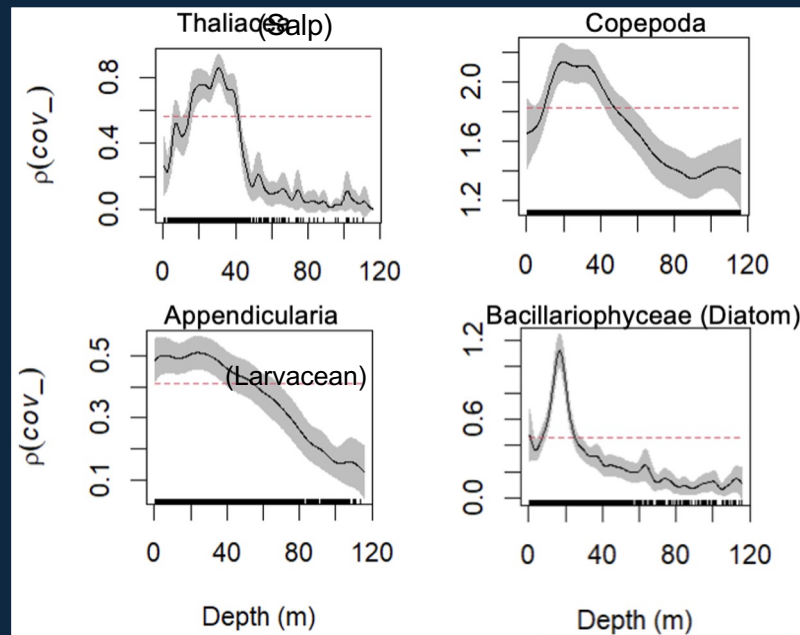 Thaliacea (Salp)
Copepoda
ρ(cov_)
0.0 0.4 0.8
1.2 1.6 2.0
0 40 80 120
0 40 80 120
Appendicularia
Bacillariophyceae (Diatom)
(Larvacean)
ρ(cov_)
0.1 0.3 0.5
0.0 0.6 1.2
0 40 80 120
0 40 80 120
Depth (m)
Depth (m)